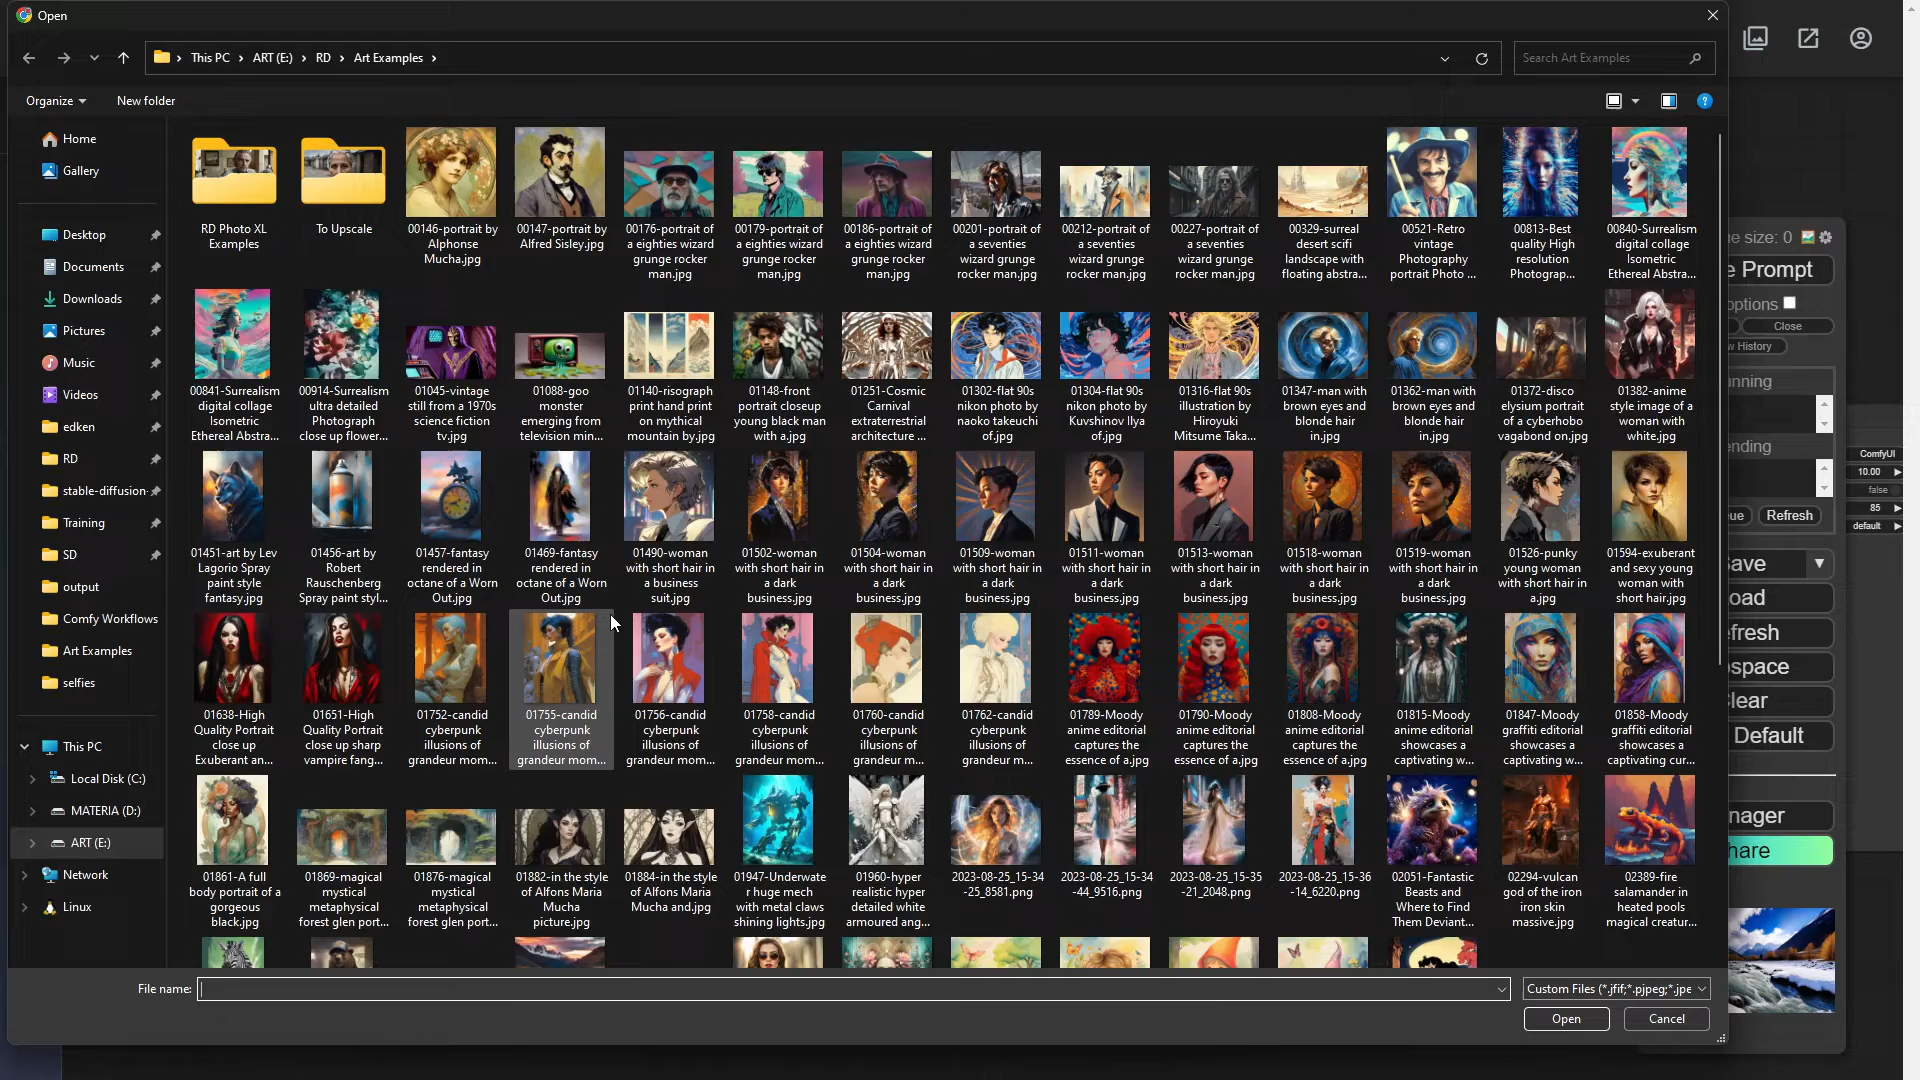 Open
This PC > ART (E:) > RD > Art Examples >
Search Art Examples
Organize
New folder
Home
Gallery
Desktop
Documents
Downloads
Pictures
Music
Videos
edken
RD
stable-diffusion-
Training
SD
output
Comfy Workflows
Art Examples
selfies
This PC
Local Disk (C:)
MATERIA (D:)
ART (E:)
Network
Linux
RD Photo XL
Examples
To Upscale
00146-portrait by
Alphonse
Mucha.jpg
00147-portrait by
Alfred Sisley.jpg
00176-portrait of
a eighties wizard
grunge rocker
man.jpg
00179-portrait of
a eighties wizard
grunge rocker
man.jpg
00186-portrait of
a eighties wizard
grunge rocker
man.jpg
00201-portrait of
a seventies
wizard grunge
rocker man.jpg
00212-portrait of
a seventies
wizard grunge
rocker man.jpg
00227-portrait of
a seventies
wizard grunge
rocker man.jpg
00329-surreal
desert scifi
landscape with
floating abstra...
00521-Retro
vintage
Photography
portrait Photo ...
00813-Best
quality High
resolution
Photograp...
00840-Surrealism
digital collage
Isometric
Ethereal Abstra...
00841-Surrealism
digital collage
Isometric
Ethereal Abstra...
00914-Surrealism
ultra detailed
Photograph
close up flower...
01045-vintage
still from a 1970s
science fiction
tv.jpg
01088-goo
monster
emerging from
television min...
01140-risograph
print hand print
on mythical
mountain by.jpg
01148-front
portrait closeup
young black man
with a.jpg
01251-Cosmic
Carnival
extraterrestrial
architecture ...
01302-flat 90s
nikon photo by
naoko takeuchi
of.jpg
01304-flat 90s
nikon photo by
Kuvshinov Ilya
of.jpg
01316-flat 90s
illustration by
Hiroyuki
Mitsume Taka...
01347-man with
brown eyes and
blonde hair
in.jpg
01362-man with
brown eyes and
blonde hair
in.jpg
01372-disco
elysium portrait
of a cyberhobo
vagabond on.jpg
01382-anime
style image of a
woman with
white.jpg
01451-art by Lev
Lagorio Spray
paint style
fantasy.jpg
01456-art by
Robert
Rauschenberg
Spray paint styl...
01457-fantasy
rendered in
octane of a Worn
Out.jpg
01469-fantasy
rendered in
octane of a Worn
Out.jpg
01490-woman
with short hair in
a business
suit.jpg
01502-woman
with short hair in
a dark
business.jpg
01504-woman
with short hair in
a dark
business.jpg
01509-woman
with short hair in
a dark
business.jpg
01511-woman
with short hair in
a dark
business.jpg
01513-woman
with short hair in
a dark
business.jpg
01518-woman
with short hair in
a dark
business.jpg
01519-woman
with short hair in
a dark
business.jpg
01526-punky
young woman
with short hair in
a.jpg
01594-exuberant
and sexy young
woman with
short hair.jpg
01638-High
Quality Portrait
close up
Exuberant an...
01651-High
Quality Portrait
close up sharp
vampire fang...
01752-candid
cyberpunk
illusions of
grandeur mom...
01755-candid
cyberpunk
illusions of
grandeur mom...
01756-candid
cyberpunk
illusions of
grandeur mom...
01758-candid
cyberpunk
illusions of
grandeur mom...
01760-candid
cyberpunk
illusions of
grandeur m...
01762-candid
cyberpunk
illusions of
grandeur m...
01789-Moody
anime editorial
captures the
essence of a.jpg
01790-Moody
anime editorial
captures the
essence of a.jpg
01808-Moody
anime editorial
captures the
essence of a.jpg
01815-Moody
anime editorial
showcases a
captivating w...
01847-Moody
graffiti editorial
showcases a
captivating w...
01858-Moody
graffiti editorial
showcases a
captivating cur...
01861-A full
body portrait of a
gorgeous
black.jpg
01869-magical
mystical
metaphysical
forest glen port...
01876-magical
mystical
metaphysical
forest glen port...
01882-in the style
of Alfons Maria
Mucha
picture.jpg
01884-in the style
of Alfons Maria
Mucha and.jpg
01947-Underwate
r huge mech
with metal claws
shining lights.jpg
01960-hyper
realistic hyper
detailed white
armoured ang...
2023-08-25_15-34
-25_8581.png
2023-08-25_15-34
-44_9516.png
2023-08-25_15-35
-21_2048.png
2023-08-25_15-36
-14_6220.png
02051-Fantastic
Beasts and
Where to Find
Them Deviant...
02294-vulcan
god of the iron
skin
massive.jpg
02389-fire
salamander in
heated pools
magical creatur...
File name:
Custom Files (*.jfif;*.pjpeg;*.jpe
Open
Cancel
ue size: 0
e Prompt
options
Close
w History
unning
ending
ue
Refresh
ave
oad
efresh
pspace
lear
Default
nager
hare
ComfyUI
10.00
false
85
default